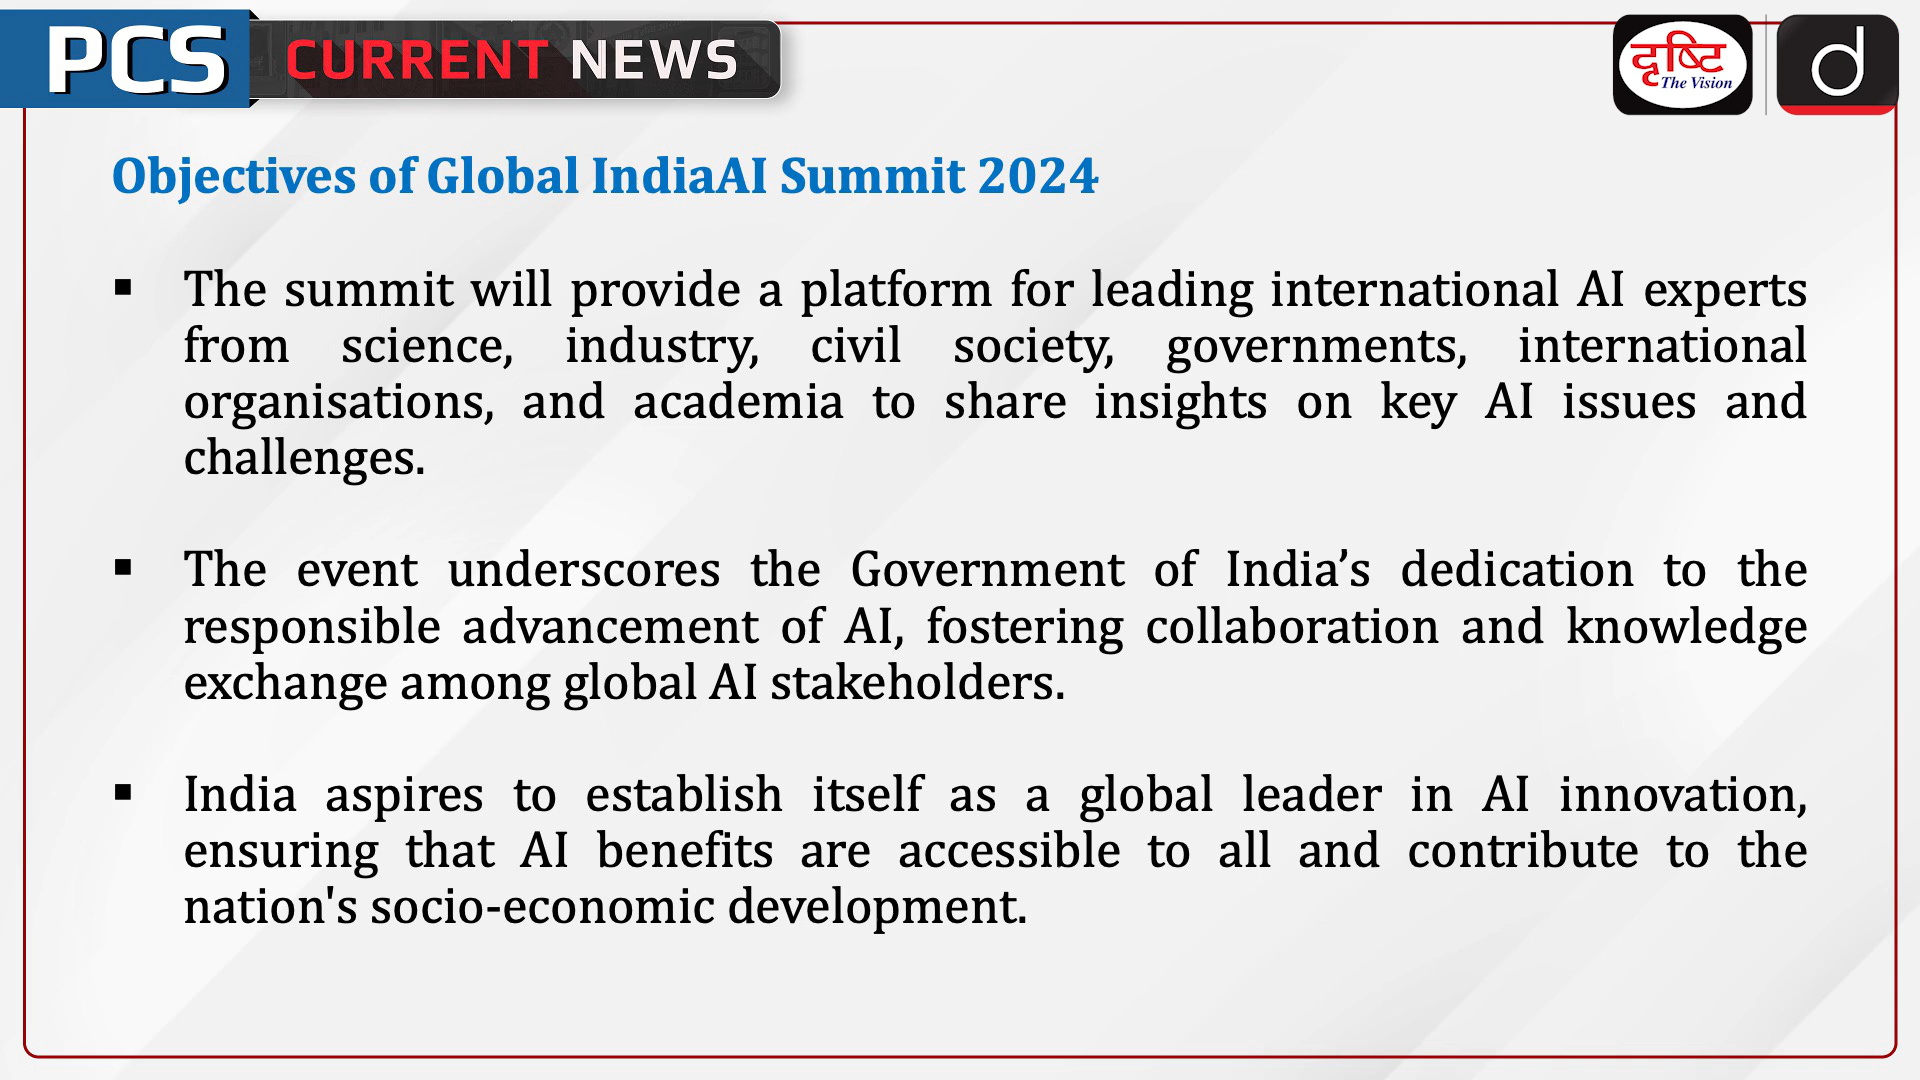 PCS CURRENT NEWS
दृष्टि
The Vision
d
Objectives of Global IndiaAI Summit 2024
▪ The summit will provide a platform for leading international AI experts
from science, industry, civil society, governments, international
organisations, and academia to share insights on key AI issues and
challenges.
▪ The event underscores the Government of India’s dedication to the
responsible advancement of AI, fostering collaboration and knowledge
exchange among global AI stakeholders.
▪ India aspires to establish itself as a global leader in AI innovation,
ensuring that AI benefits are accessible to all and contribute to the
nation's socio-economic development.